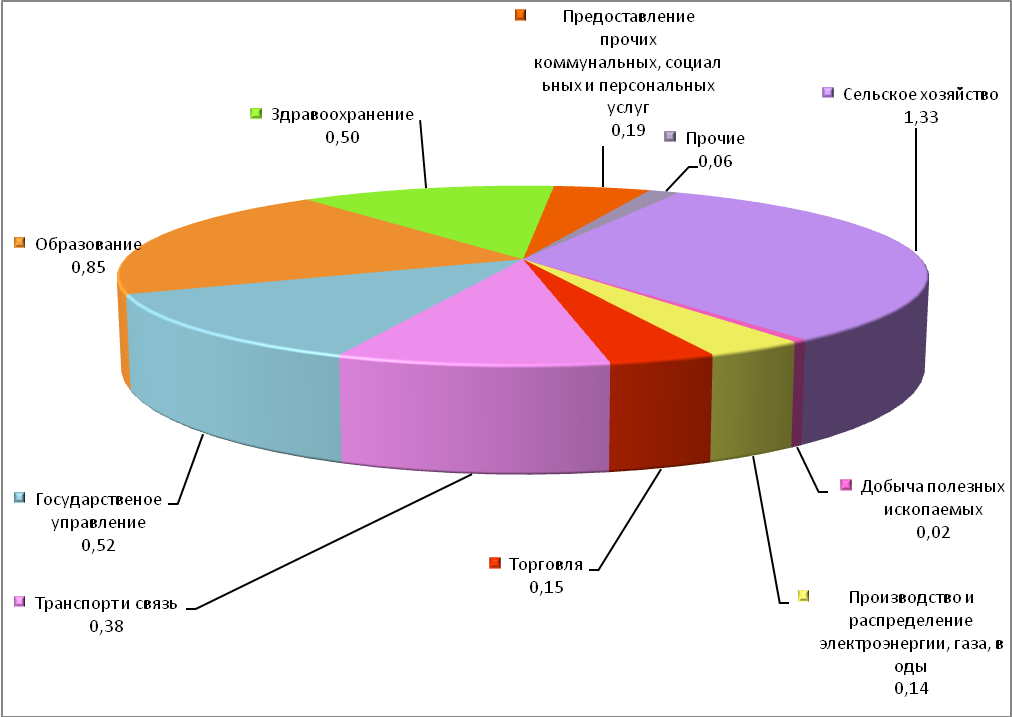 Предоставление
прочих
коммунальных, социал
ьных и персональных
услуг
0,19
Прочие
0,06
Сельское хозяйство
1,33
Здравоохранение
0,50
Образование
0,85
Государственое
управление
0,52
Транспорт и связь
0,38
Торговля
0,15
Добыча полезных
ископаемых
0,02
Производство и
распределение
электроэнергии, газа, в
оды
0,14